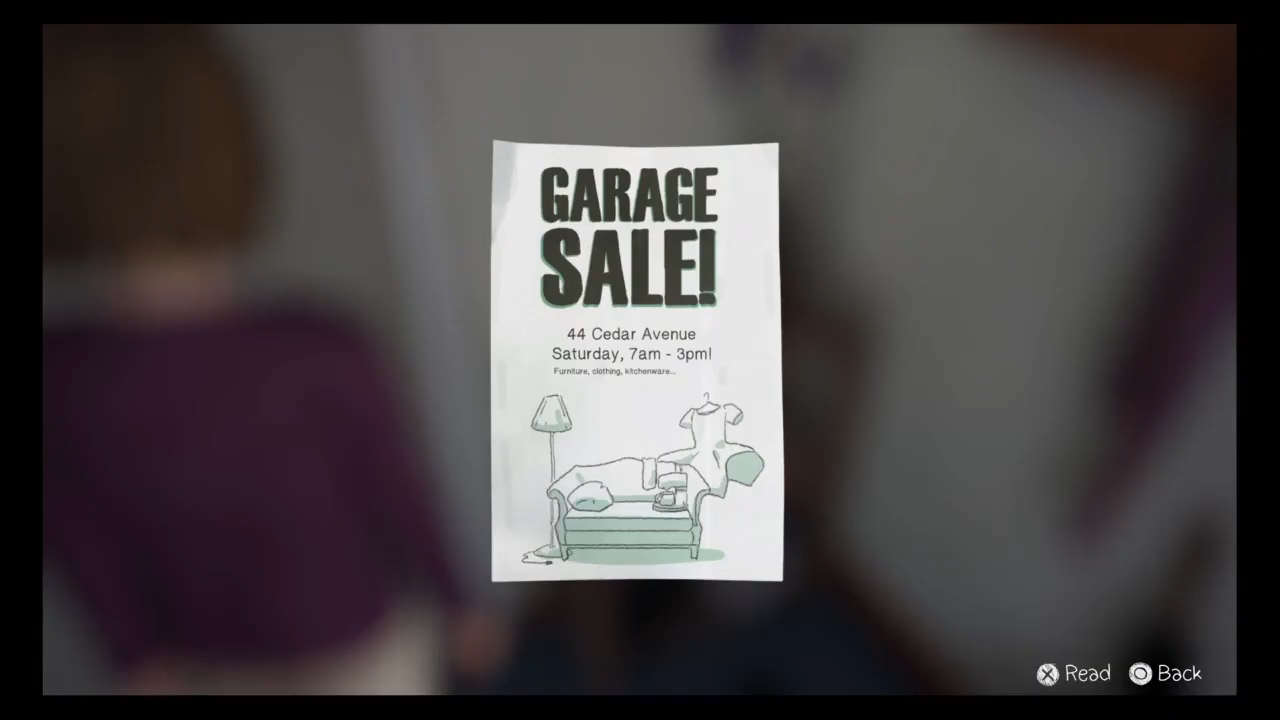 GARAGE
SALE!
44 Cedar Avenue
Saturday, 7am - 3pm!
Furniture, clothing, kitchenware...
Read Back